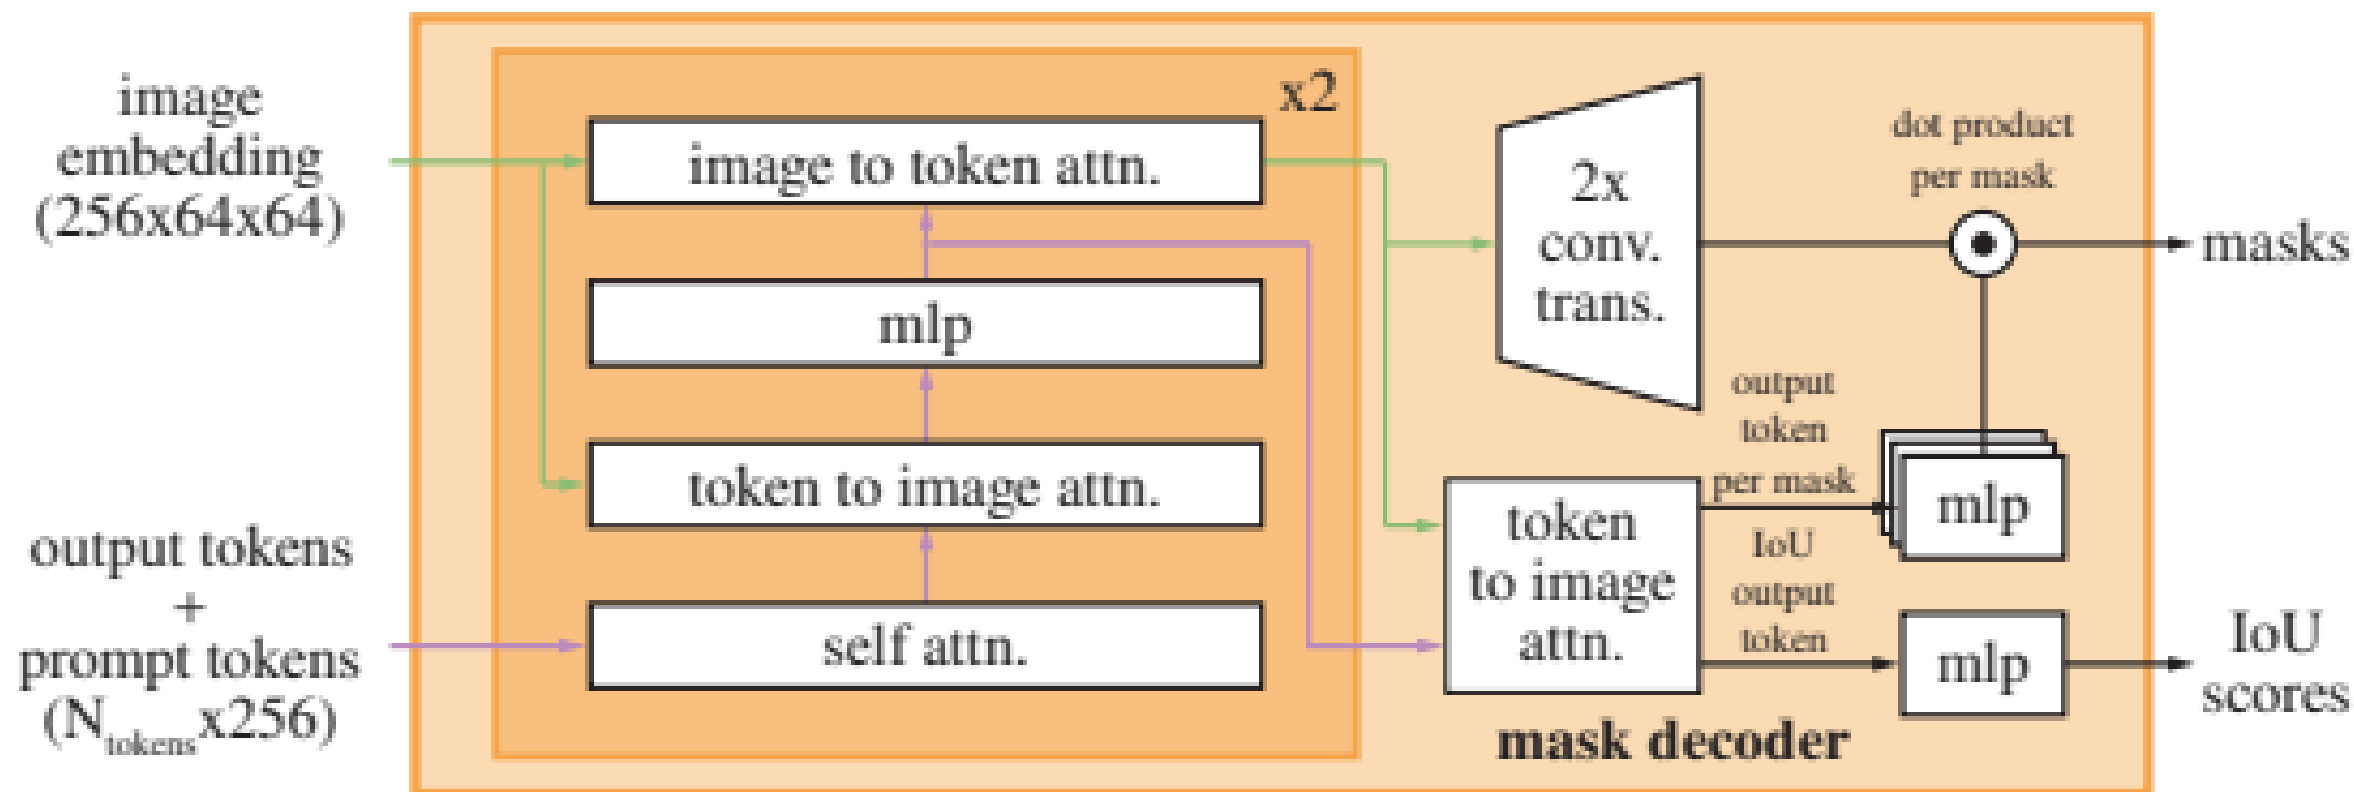 image
embedding
(256x64x64)
output tokens
+
prompt tokens
(Ntokensx256)
x2
image to token attn.
mlp
token to image attn.
self attn.
2x
conv.
trans.
dot product
per mask
masks
output
token
per mask
mlp
token
to image
attn.
IoU
output
token
mlp
IoU
scores
mask decoder